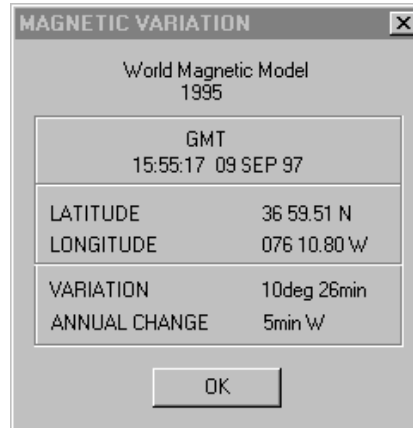 MAGNETIC VARIATION
World Magnetic Model
1995
GMT
15:55:17 09 SEP 97
LATITUDE 36 59.51 N
LONGITUDE 076 10.80 W
VARIATION 10deg 26min
ANNUAL CHANGE 5min W
OK